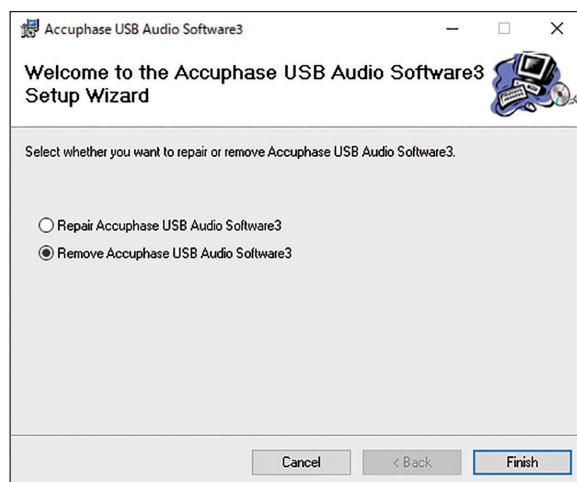 Accuphase USB Audio Software3
Welcome to the Accuphase USB Audio Software3
Setup Wizard
Select whether you want to repair or remove Accuphase USB Audio Software3.
Repair Accuphase USB Audio Software3
Remove Accuphase USB Audio Software3
Cancel
< Back
Finish